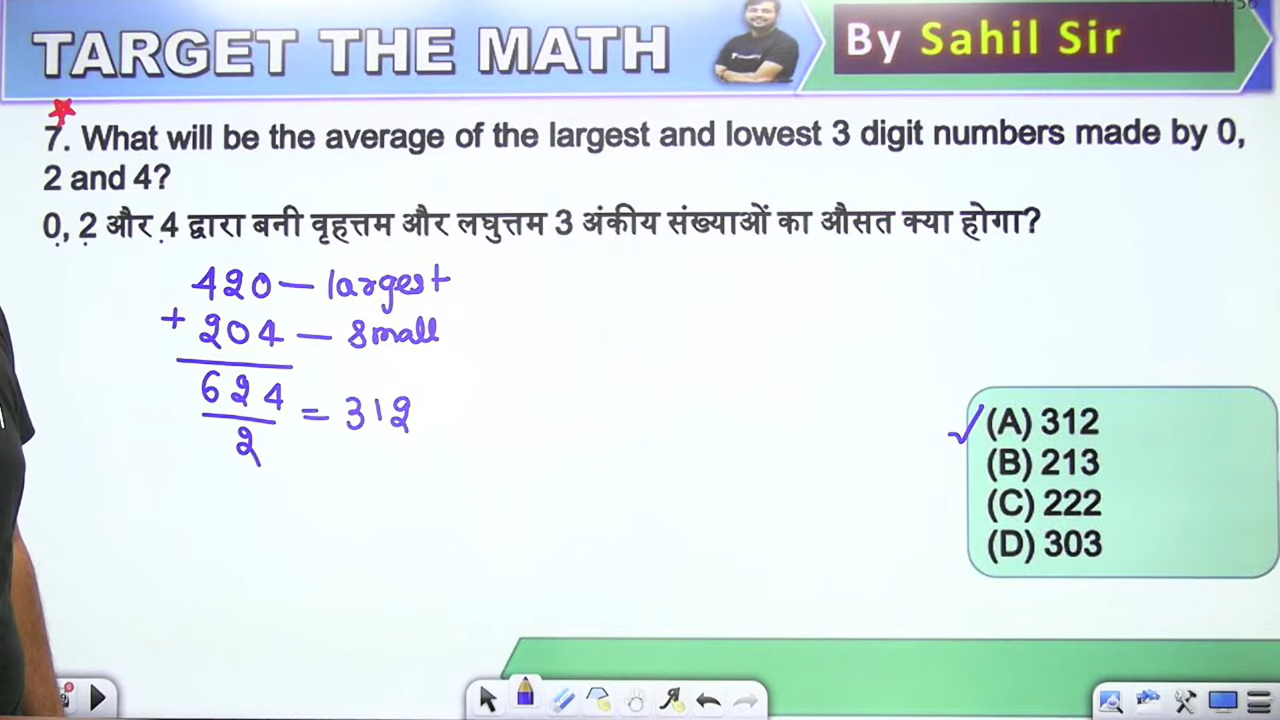 TARGET THE MATH
By Sahil Sir
7. What will be the average of the largest and lowest 3 digit numbers made by 0,
2 and 4?
0, 2 और 4 द्वारा बनी वृहत्तम और लघुत्तम 3 अंकीय संख्याओं का औसत क्या होगा?
420 — largest
+ 204 — small
624
2
= 312
(A) 312
(B) 213
(C) 222
(D) 303